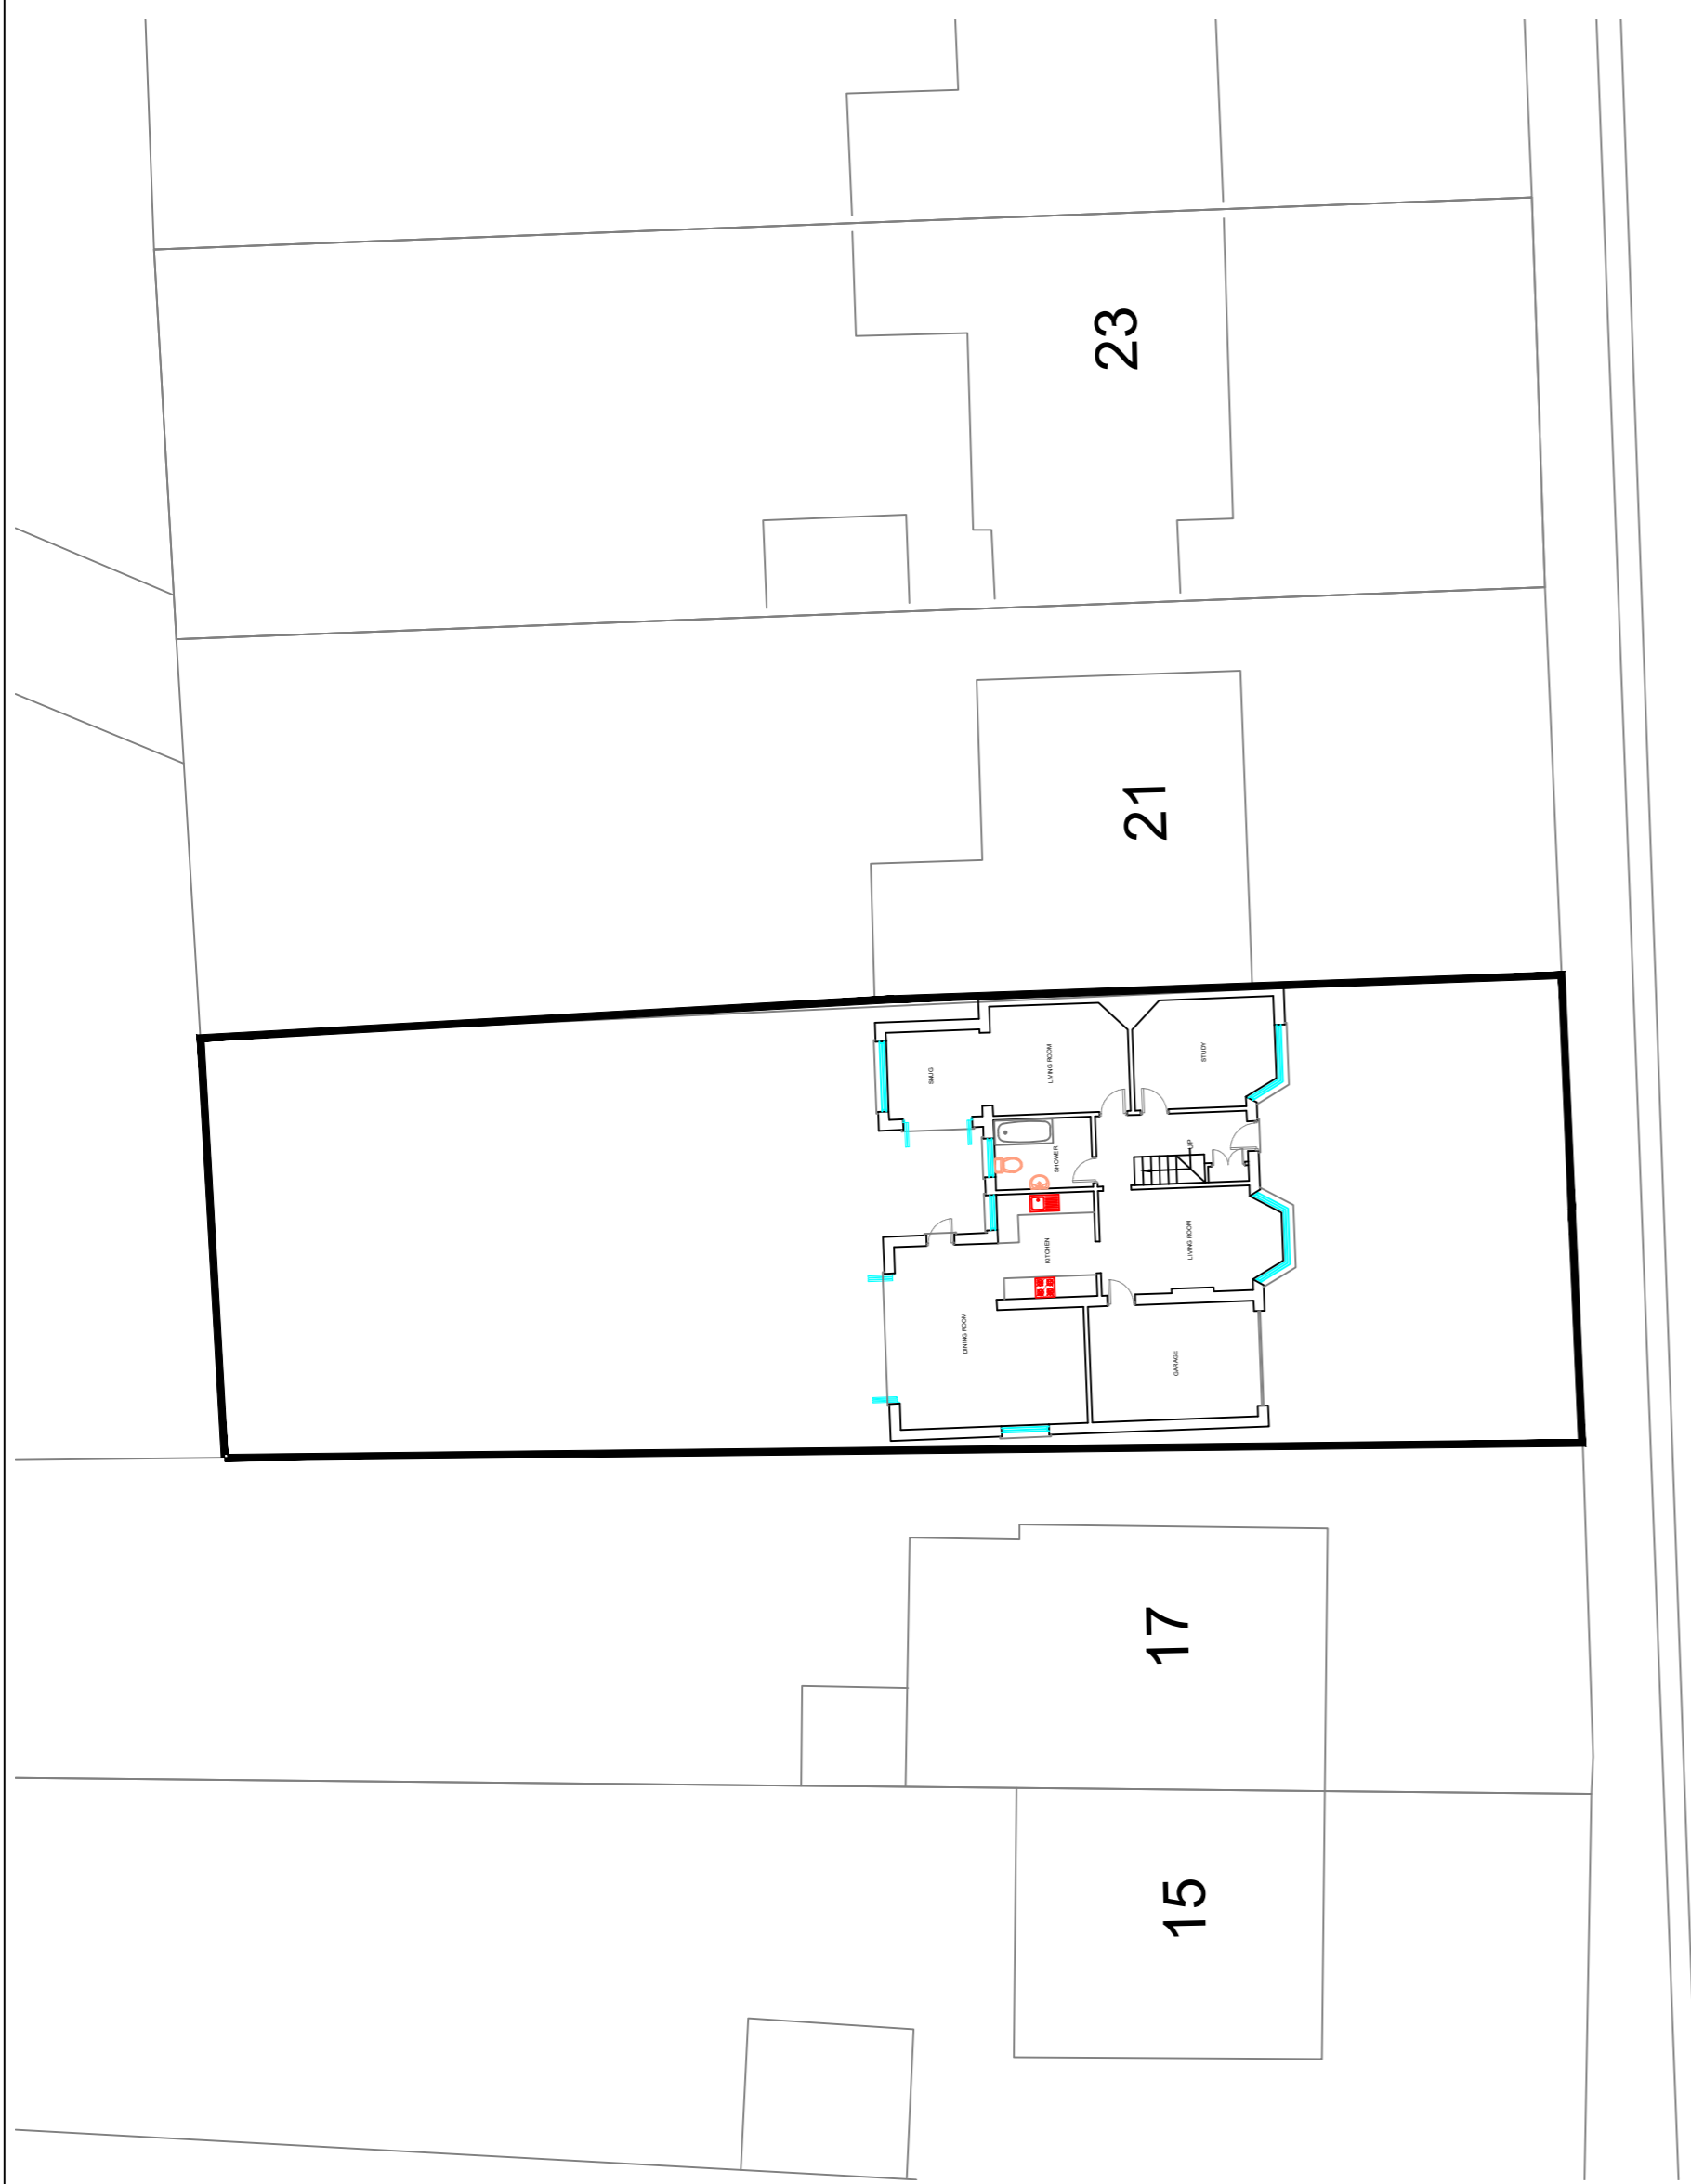 23
21
SNUG
LIVING ROOM
STUDY
SHOWER
UP
KITCHEN
LIVING ROOM
DINING ROOM
GARAGE
17
15